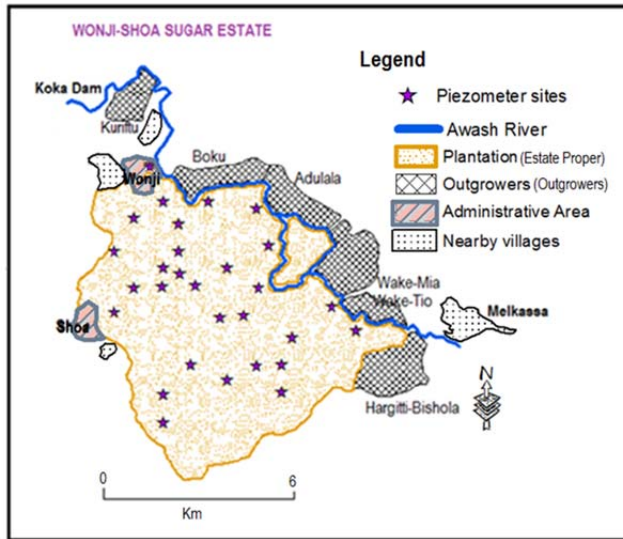 WONJI-SHOA SUGAR ESTATE
Legend
Piezometer sites
Awash River
Plantation (Estate Proper)
Outgrowers (Outgrowers)
Administrative Area
Nearby villages
Koka Dam
Kuriftu
Wonji
Boku
Adulala
Wake-Mia
Wake-Tio
Melkassa
Shoa
Hargitti-Bishola
N
0 6
Km